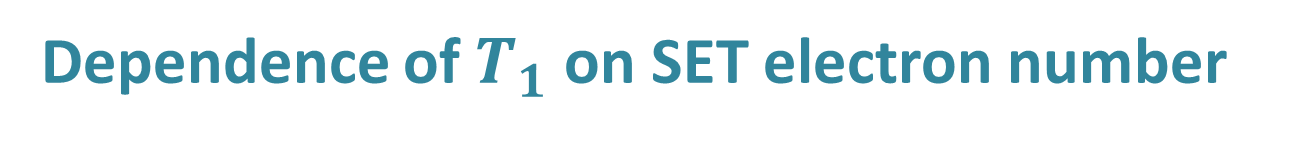 Dependence of T₁ on SET electron number